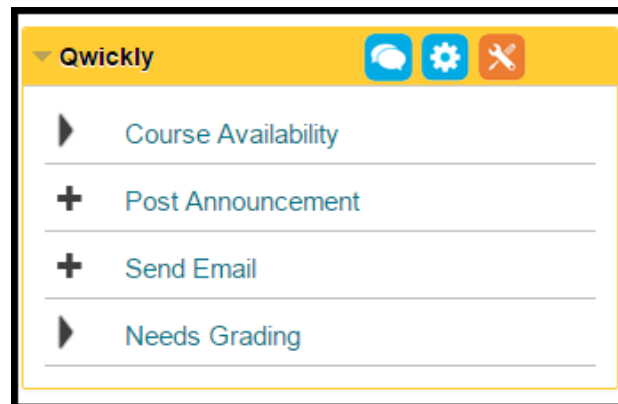 Qwickly
Course Availability
Post Announcement
Send Email
Needs Grading